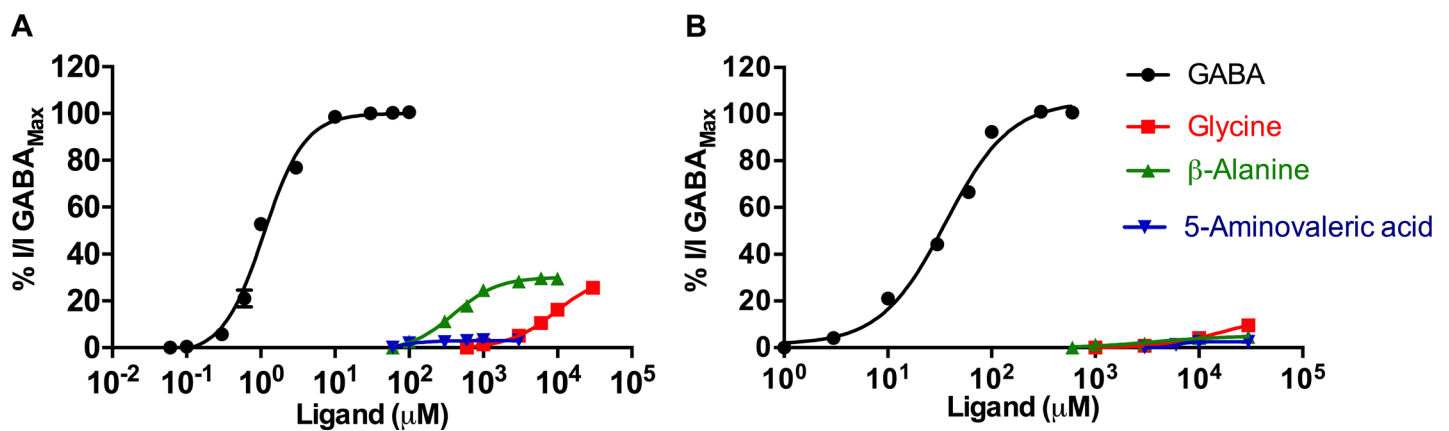 A
% I/I GABAMax
120
100
80
60
40
20
0
10-2 10-1 100 101 102 103 104 105
Ligand (μM)
B
% I/I GABAMax
120
100
80
60
40
20
0
100 101 102 103 104 105
Ligand (μM)
GABA
Glycine
β-Alanine
5-Aminovaleric acid